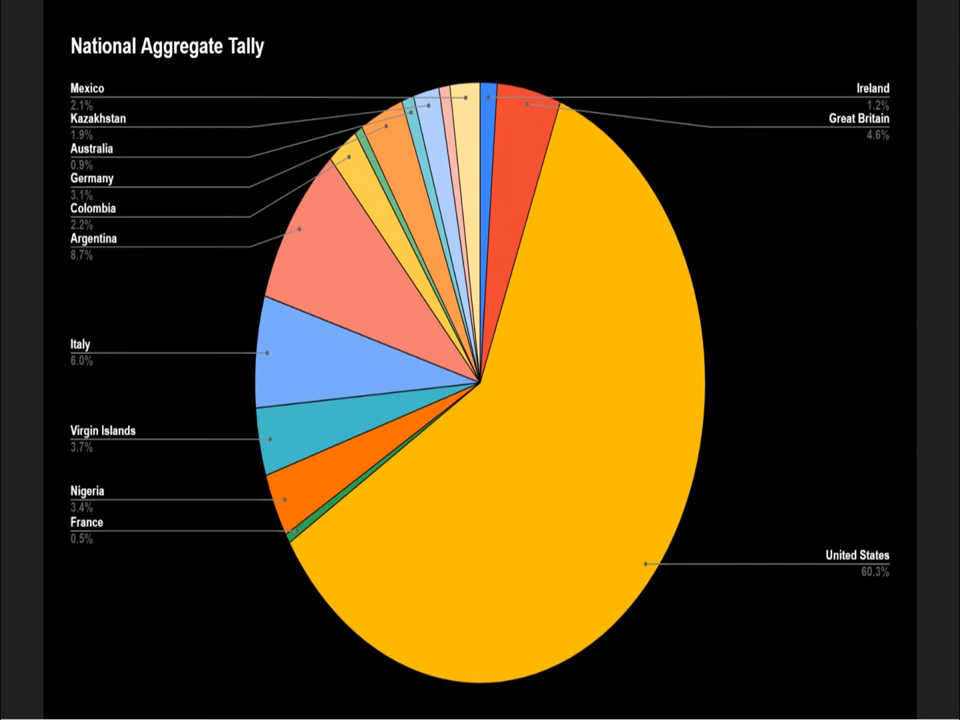 National Aggregate Tally
Mexico
2.1%
Kazakhstan
1.9%
Australia
0.9%
Germany
3.1%
Colombia
2.2%
Argentina
8.7%
Italy
6.0%
Virgin Islands
3.7%
Nigeria
3.4%
France
0.5%
Ireland
1.2%
Great Britain
4.6%
United States
60.3%